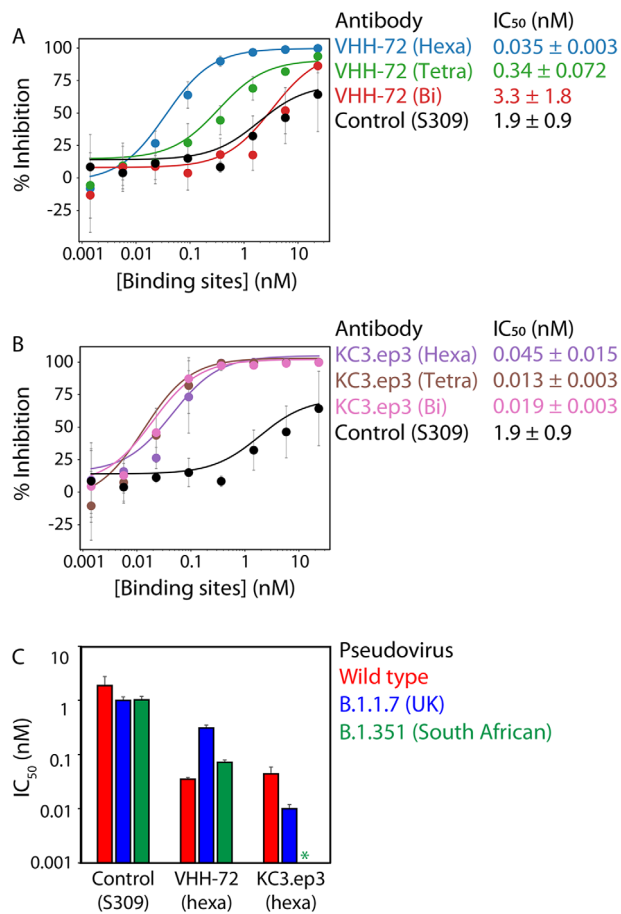 A
Antibody IC50 (nM)
VHH-72 (Hexa) 0.035 ± 0.003
VHH-72 (Tetra) 0.34 ± 0.072
VHH-72 (Bi) 3.3 ± 1.8
Control (S309) 1.9 ± 0.9
% Inhibition
100
75
50
25
0
-25
0.001 0.01 0.1 1 10
[Binding sites] (nM)
B
Antibody IC50 (nM)
KC3.ep3 (Hexa) 0.045 ± 0.015
KC3.ep3 (Tetra) 0.013 ± 0.003
KC3.ep3 (Bi) 0.019 ± 0.003
Control (S309) 1.9 ± 0.9
% Inhibition
100
75
50
25
0
-25
0.001 0.01 0.1 1 10
[Binding sites] (nM)
C
Pseudovirus
Wild type
B.1.1.7 (UK)
B.1.351 (South African)
IC50 (nM)
10
1
0.1
0.01
0.001
*
Control VHH-72 KC3.ep3
(S309) (hexa) (hexa)